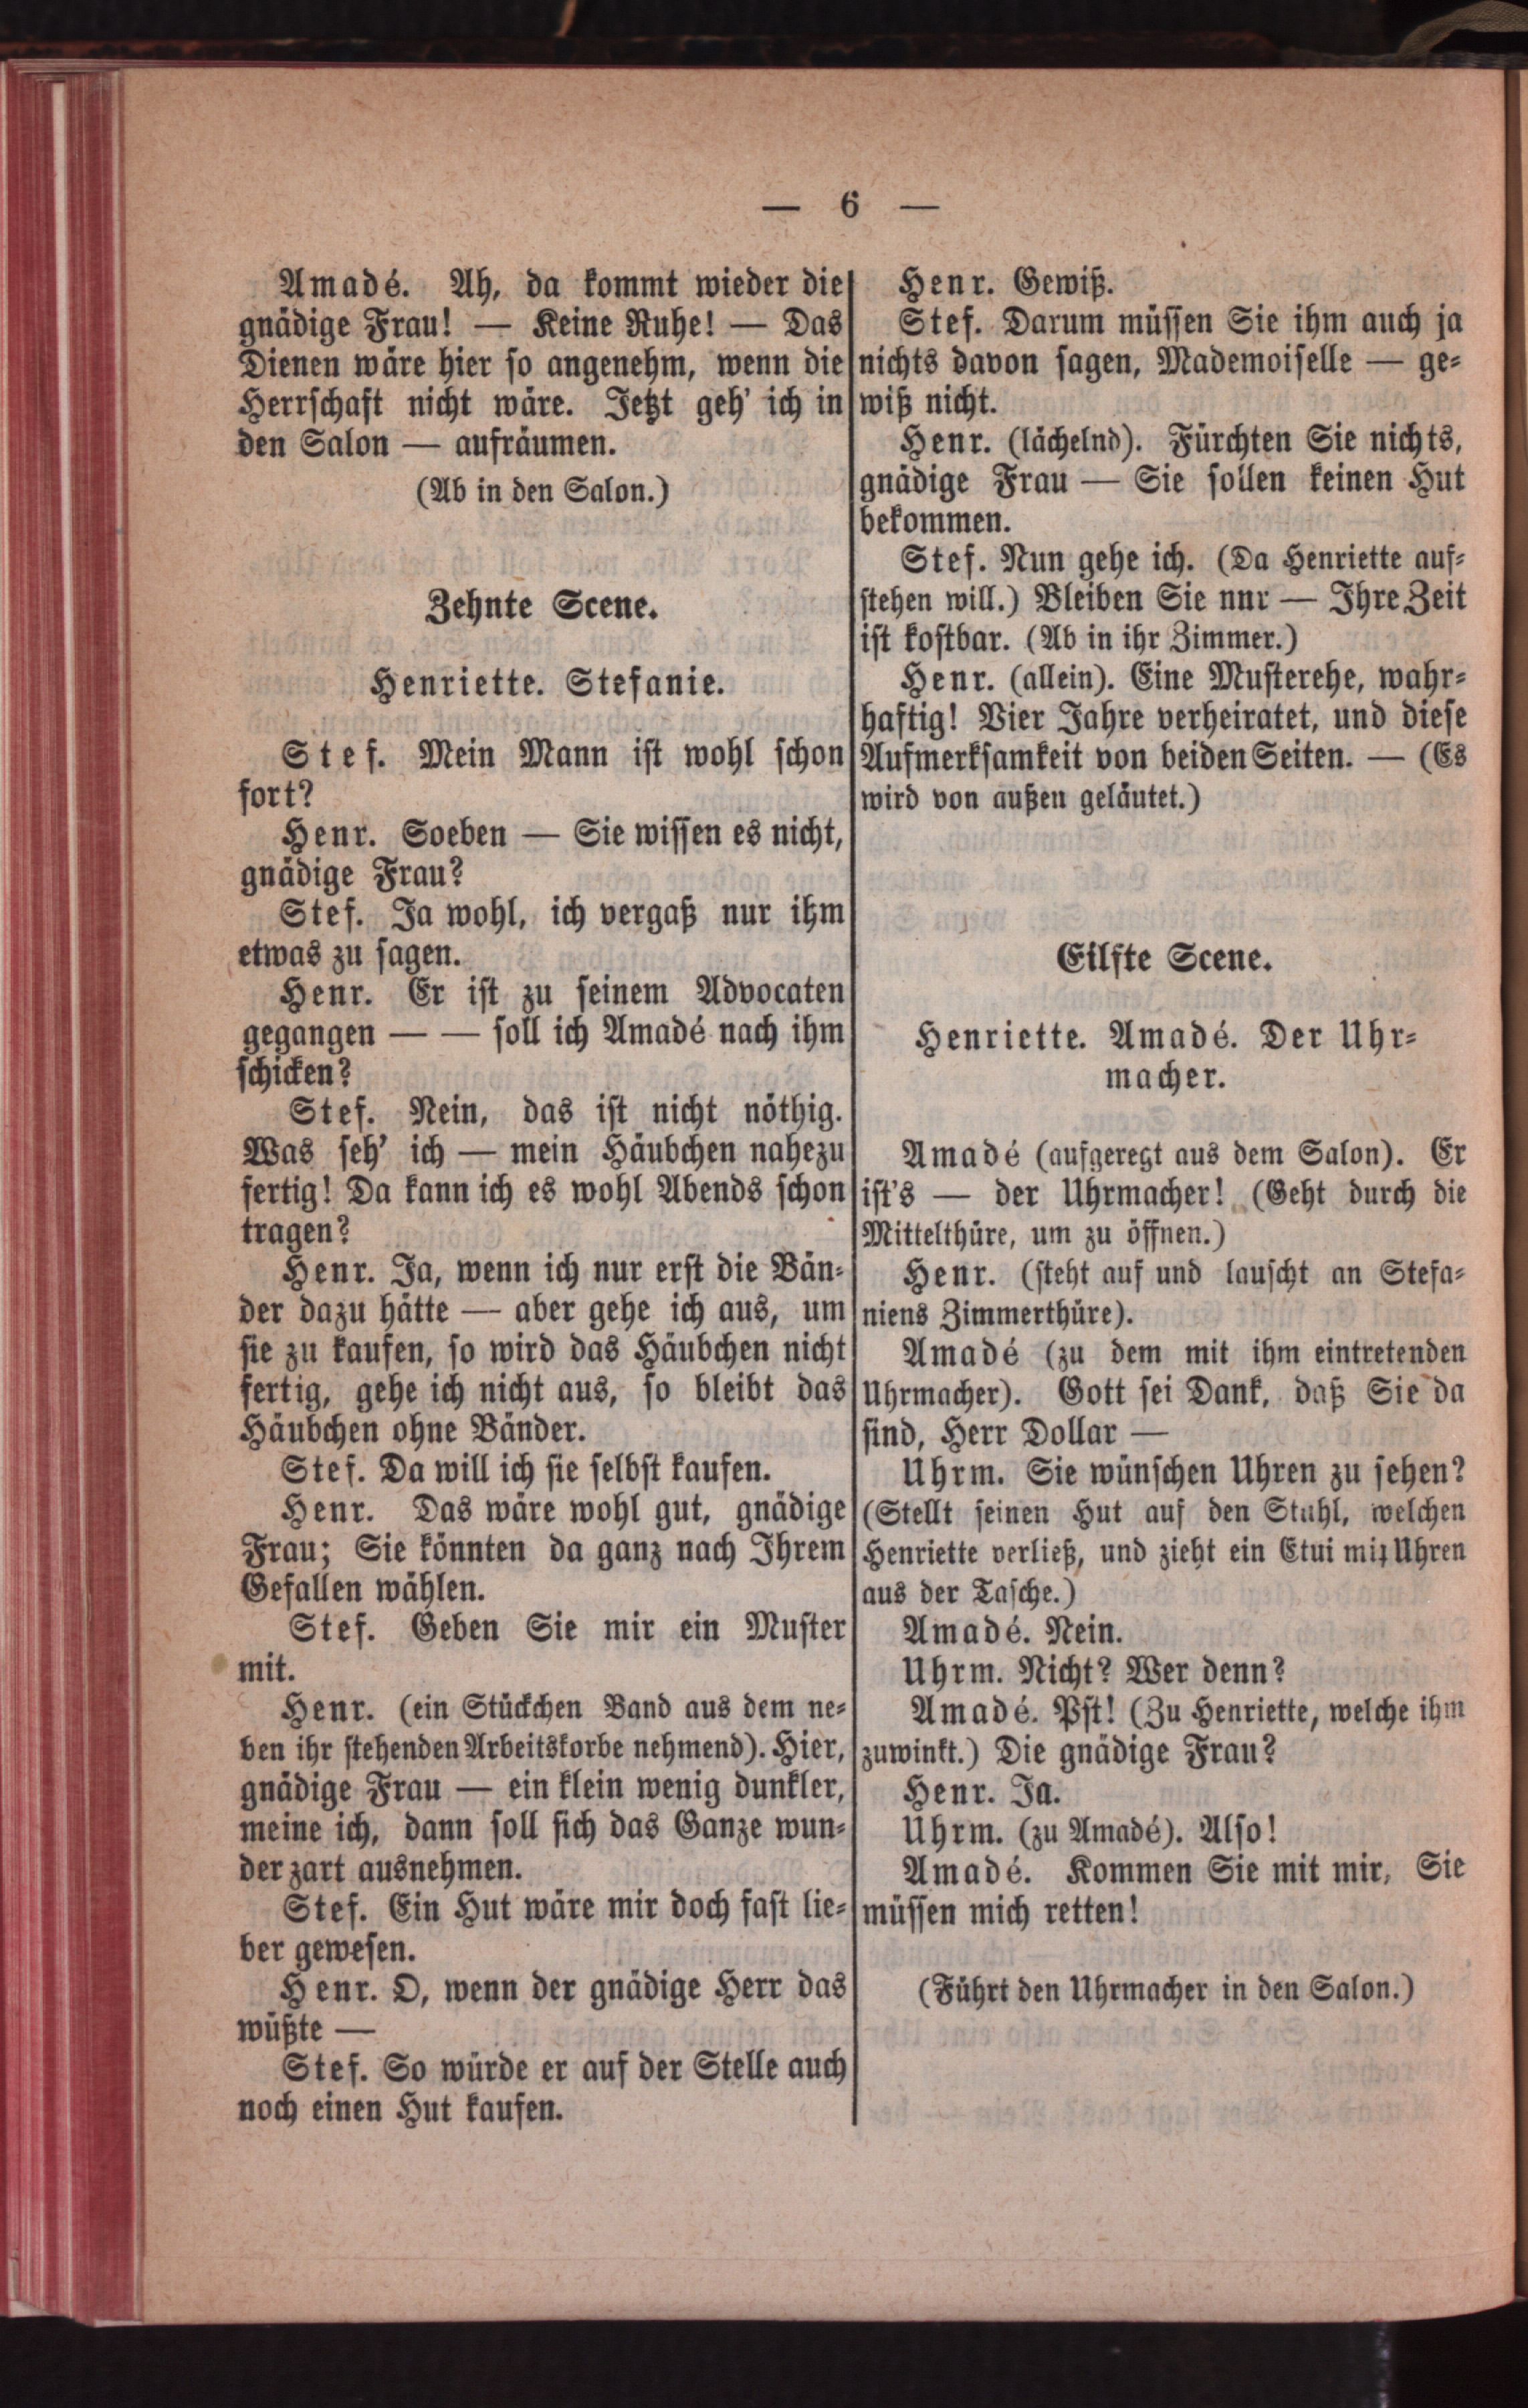 — 6 —
Amadé. Ah, da kommt wieder die
gnädige Frau! — Keine Ruhe! — Das
Dienen wäre hier so angenehm, wenn die
Herrschaft nicht wäre. Jetzt geh' ich in
den Salon — aufräumen.
(Ab in den Salon.)
Zehnte Scene.
Henriette. Stefanie.
Stef. Mein Mann ist wohl schon
fort?
Henr. Soeben — Sie wissen es nicht,
gnädige Frau?
Stef. Ja wohl, ich vergaß nur ihm
etwas zu sagen.
Henr. Er ist zu seinem Advocaten
gegangen — — soll ich Amadé nach ihm
schicken?
Stef. Nein, das ist nicht nöthig.
Was seh' ich — mein Häubchen nahezu
fertig! Da kann ich es wohl Abends schon
tragen?
Henr. Ja, wenn ich nur erst die Bän-
der dazu hätte — aber gehe ich aus, um
sie zu kaufen, so wird das Häubchen nicht
fertig, gehe ich nicht aus, so bleibt das
Häubchen ohne Bänder.
Stef. Da will ich sie selbst kaufen.
Henr. Das wäre wohl gut, gnädige
Frau; Sie könnten da ganz nach Ihrem
Gefallen wählen.
Stef. Geben Sie mir ein Muster
mit.
Henr. (ein Stückchen Band aus dem ne-
ben ihr stehenden Arbeitskorbe nehmend). Hier,
gnädige Frau — ein klein wenig dunkler,
meine ich, dann soll sich das Ganze wun-
der zart ausnehmen.
Stef. Ein Hut wäre mir doch fast lie-
ber gewesen.
Henr. O, wenn der gnädige Herr das
wüßte —
Stef. So würde er auf der Stelle auch
noch einen Hut kaufen.
Henr. Gewiß.
Stef. Darum müssen Sie ihm auch ja
nichts davon sagen, Mademoiselle — ge-
wiß nicht.
Henr. (lächelnd). Fürchten Sie nichts,
gnädige Frau — Sie sollen keinen Hut
bekommen.
Stef. Nun gehe ich. (Da Henriette auf-
stehen will.) Bleiben Sie nnr — Ihre Zeit
ist kostbar. (Ab in ihr Zimmer.)
Henr. (allein). Eine Musterehe, wahr-
haftig! Vier Jahre verheiratet, und diese
Aufmerksamkeit von beiden Seiten. — (Es
wird von außen geläutet.)
Eilfte Scene.
Henriette. Amadé. Der Uhr-
macher.
Amadé (aufgeregt aus dem Salon). Er
ist's — der Uhrmacher! (Geht durch die
Mittelthüre, um zu öffnen.)
Henr. (steht auf und lauscht an Stefa-
niens Zimmerthüre).
Amadé (zu dem mit ihm eintretenden
Uhrmacher). Gott sei Dank, daß Sie da
sind, Herr Dollar —
Uhrm. Sie wünschen Uhren zu sehen?
(Stellt seinen Hut auf den Stuhl, welchen
Henriette verließ, und zieht ein Etui mit Uhren
aus der Tasche.)
Amadé. Nein.
Uhrm. Nicht? Wer denn?
Amadé. Pst! (Zu Henriette, welche ihm
zuwinkt.) Die gnädige Frau?
Henr. Ja.
Uhrm. (zu Amadé). Also!
Amadé. Kommen Sie mit mir, Sie
müssen mich retten!
(Führt den Uhrmacher in den Salon.)